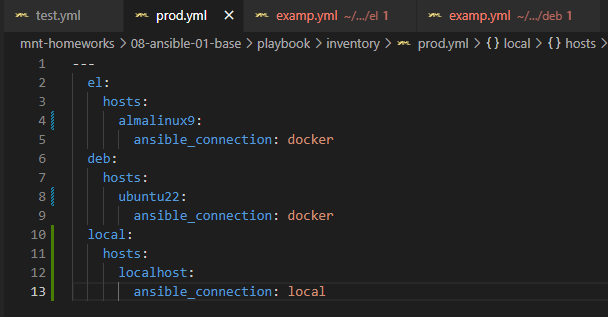 test.yml prod.yml × examp.yml ~/.../el 1 examp.yml ~/.../deb 1
mnt-homeworks > 08-ansible-01-base > playbook > inventory > prod.yml > {} local > {} hosts >
1 ---
2 el:
3 hosts:
4 almalinux9:
5 ansible_connection: docker
6 deb:
7 hosts:
8 ubuntu22:
9 ansible_connection: docker
10 local:
11 hosts:
12 localhost:
13 ansible_connection: local